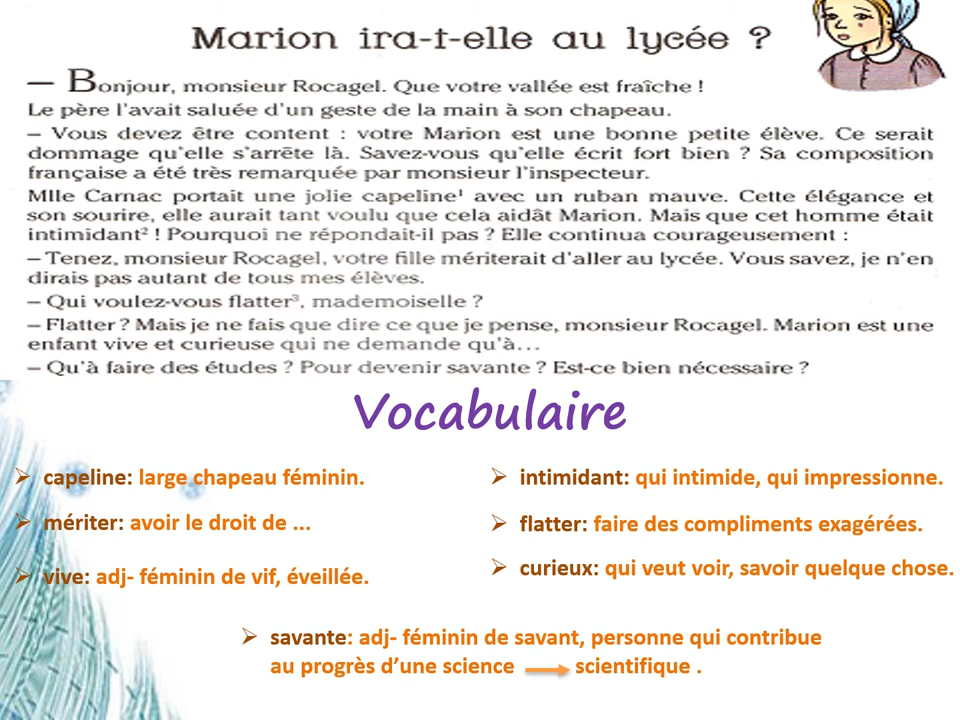 Marion ira-t-elle au lycée ?
— Bonjour, monsieur Rocagel. Que votre vallée est fraîche !
Le père l'avait saluée d'un geste de la main à son chapeau.
– Vous devez être content : votre Marion est une bonne petite élève. Ce serait
dommage qu'elle s'arrête là. Savez-vous qu'elle écrit fort bien ? Sa composition
française a été très remarquée par monsieur l'inspecteur.
Mlle Carnac portait une jolie capeline¹ avec un ruban mauve. Cette élégance et
son sourire, elle aurait tant voulu que cela aidât Marion. Mais que cet homme était
intimidant² ! Pourquoi ne répondait-il pas ? Elle continua courageusement :
– Tenez, monsieur Rocagel, votre fille mériterait d'aller au lycée. Vous savez, je n'en
dirais pas autant de tous mes élèves.
– Qui voulez-vous flatter³, mademoiselle ?
– Flatter ? Mais je ne fais que dire ce que je pense, monsieur Rocagel. Marion est une
enfant vive et curieuse qui ne demande qu'à...
– Qu'à faire des études ? Pour devenir savante ? Est-ce bien nécessaire ?
Vocabulaire
capeline: large chapeau féminin.
mériter: avoir le droit de ...
vive: adj- féminin de vif, éveillée.
intimidant: qui intimide, qui impressionne.
flatter: faire des compliments exagérées.
curieux: qui veut voir, savoir quelque chose.
savante: adj- féminin de savant, personne qui contribue
au progrès d'une science → scientifique .